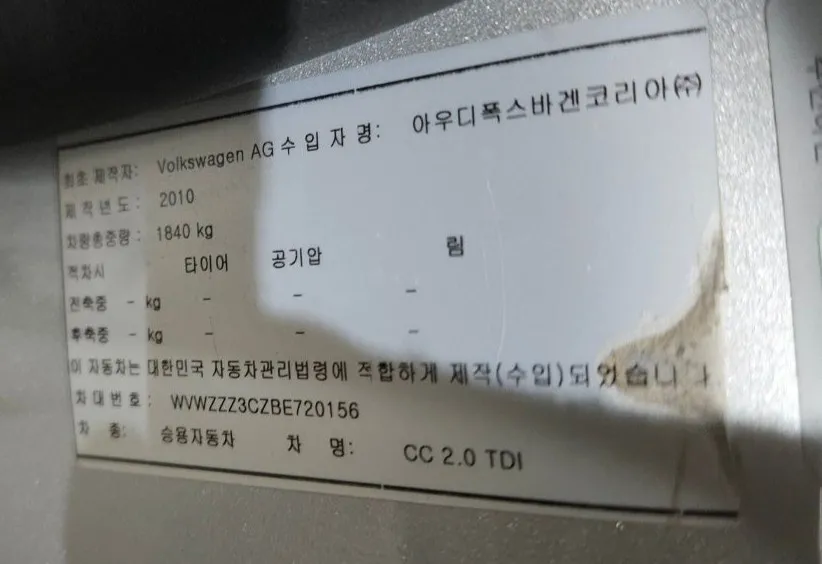 최초 제작자: Volkswagen AG 수 입 자 명: 아우디폭스바겐코리아㈜
제 작 년 도 : 2010
차량총중량 : 1840 kg
적차시 타이어 공기압 림
전축중 - kg - - -
후축중 - kg - - -
이 자동차는 대한민국 자동차관리법령에 적합하게 제작(수입)되었습니다
차 대 번 호 : WVWZZZ3CZBE720156
차 종: 승용자동차 차 명: CC 2.0 TDI